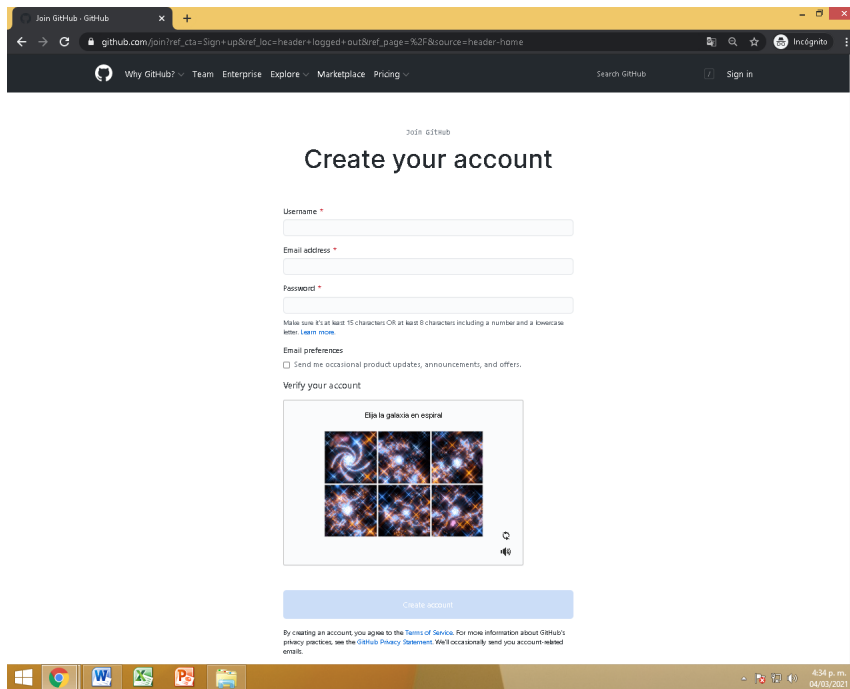 Join GitHub · GitHub
github.com/join?ref_cta=Sign+up&ref_loc=header+logged+out&ref_page=%2F&source=header-home
Incógnito
Why GitHub? Team Enterprise Explore Marketplace Pricing Search GitHub / Sign in
Join GitHub
Create your account
Username *
Email address *
Password *
Make sure it's at least 15 characters OR at least 8 characters including a number and a lowercase
letter. Learn more.
Email preferences
Send me occasional product updates, announcements, and offers.
Verify your account
Elija la galaxia en espiral
Create account
By creating an account, you agree to the Terms of Service. For more information about GitHub's
privacy practices, see the GitHub Privacy Statement. We'll occasionally send you account-related
emails.
4:34 p. m.
04/03/2021